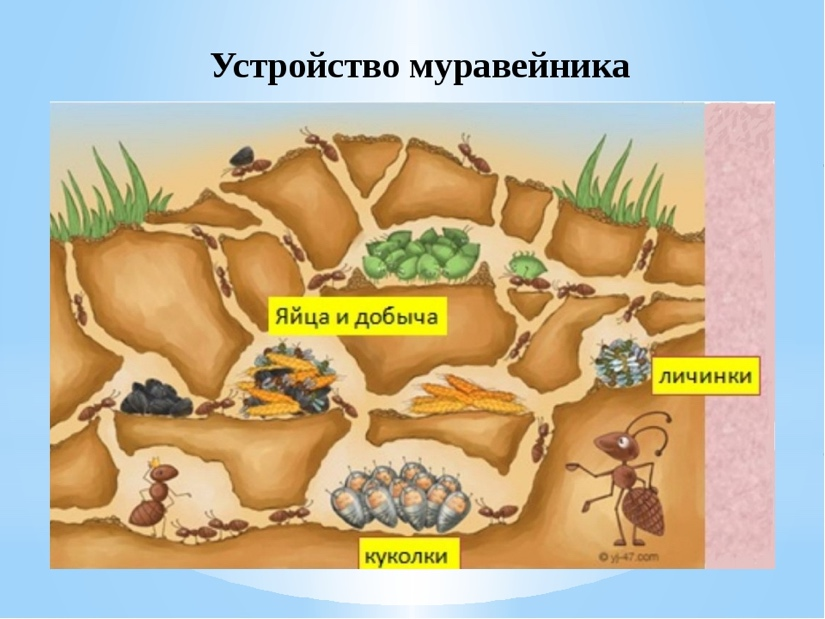 Устройство муравейника
Яйца и добыча
личинки
куколки
© yj-47.com